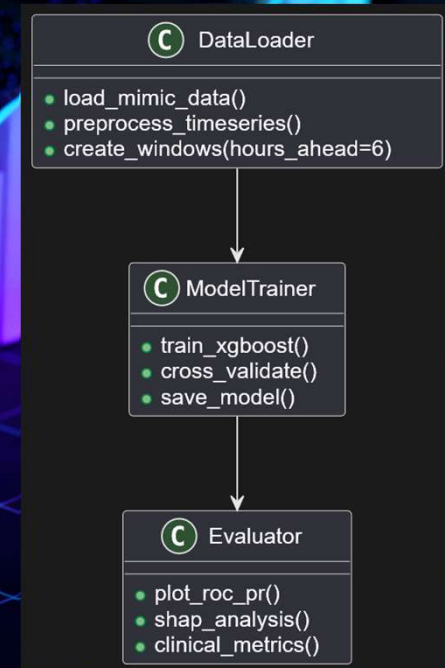 C DataLoader
load_mimic_data()
preprocess_timeseries()
create_windows(hours_ahead=6)
C ModelTrainer
train_xgboost()
cross_validate()
save_model()
C Evaluator
plot_roc_pr()
shap_analysis()
clinical_metrics()